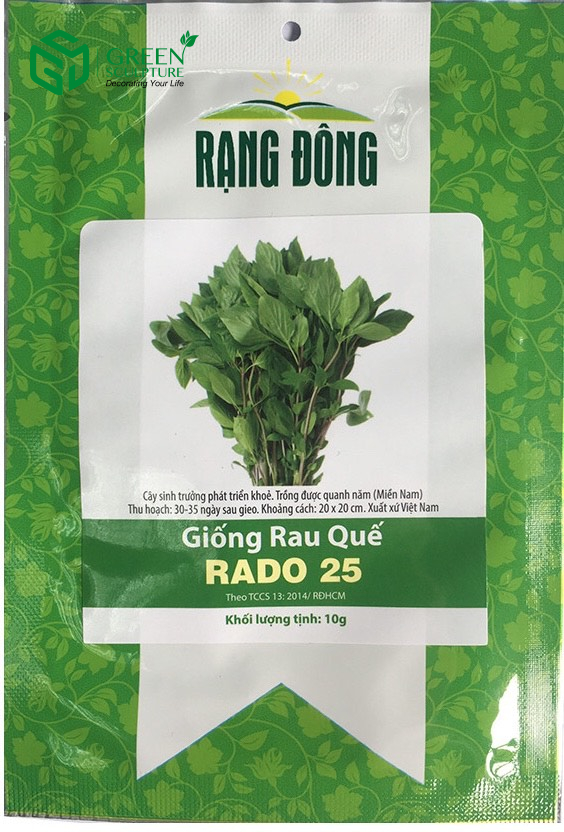 GREEN
SCULPTURE
Decorating Your Life
RẠNG ĐÔNG
Cây sinh trưởng phát triển khoẻ. Trồng được quanh năm (Miền Nam)
Thu hoạch: 30-35 ngày sau gieo. Khoảng cách: 20 x 20 cm. Xuất xứ Việt Nam
Giống Rau Quế
RADO 25
Theo TCCS 13: 2014/ RĐHCM
Khối lượng tịnh: 10g